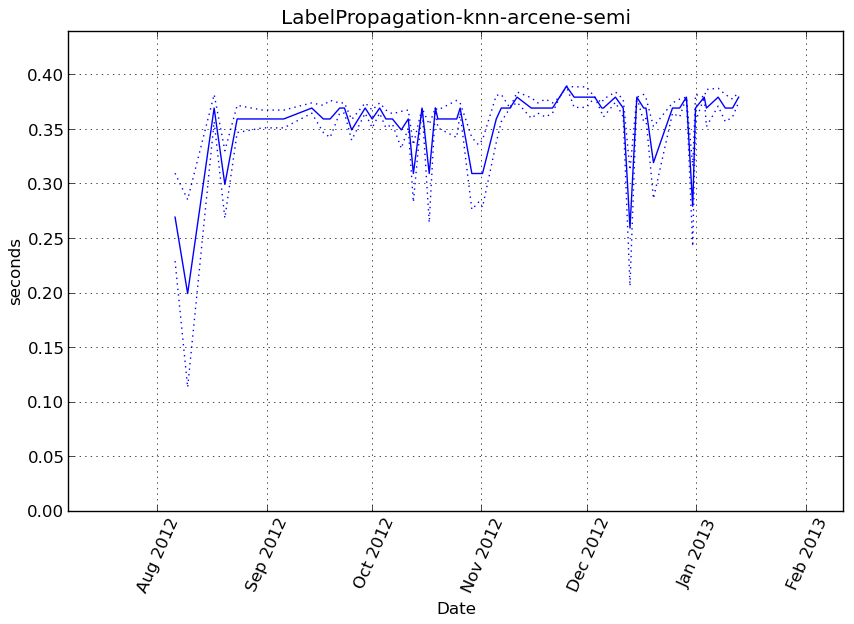 LabelPropagation-knn-arcene-semi
0.40
0.35
0.30
0.25
0.20
0.15
0.10
0.05
0.00
seconds
Aug 2012
Sep 2012
Oct 2012
Nov 2012
Dec 2012
Jan 2013
Feb 2013
Date